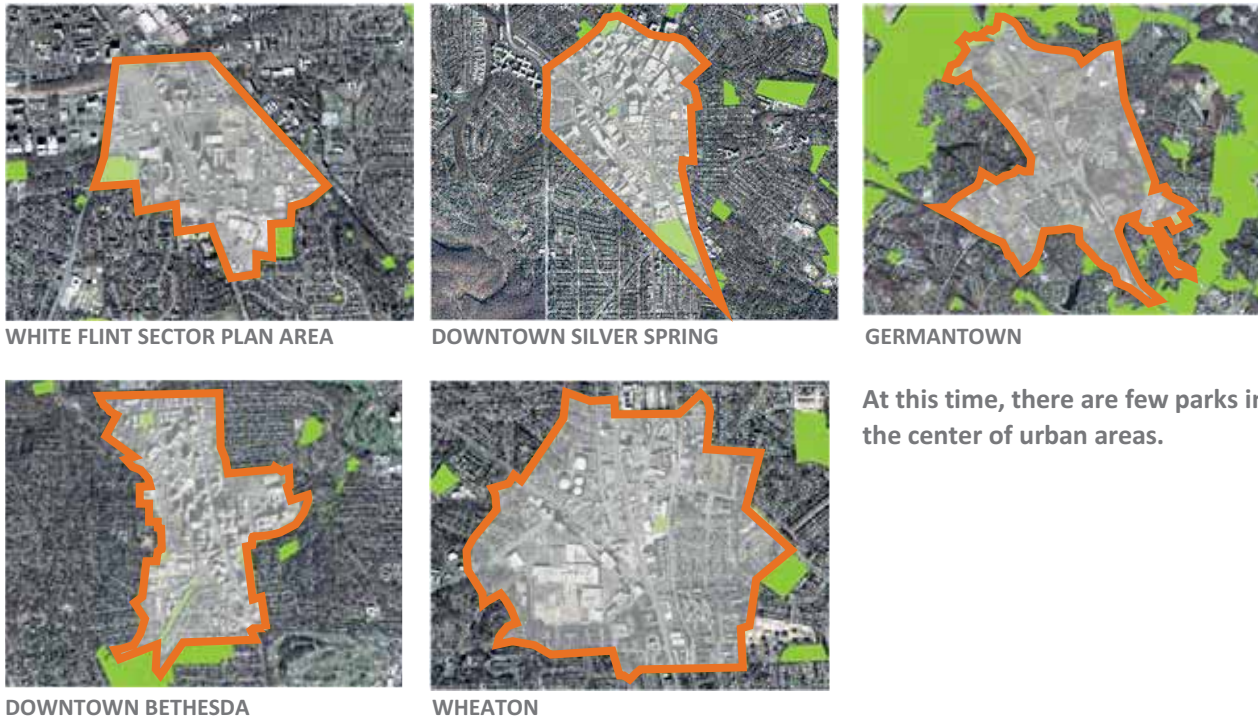 WHITE FLINT SECTOR PLAN AREA
DOWNTOWN SILVER SPRING
GERMANTOWN
At this time, there are few parks in
the center of urban areas.
DOWNTOWN BETHESDA
WHEATON